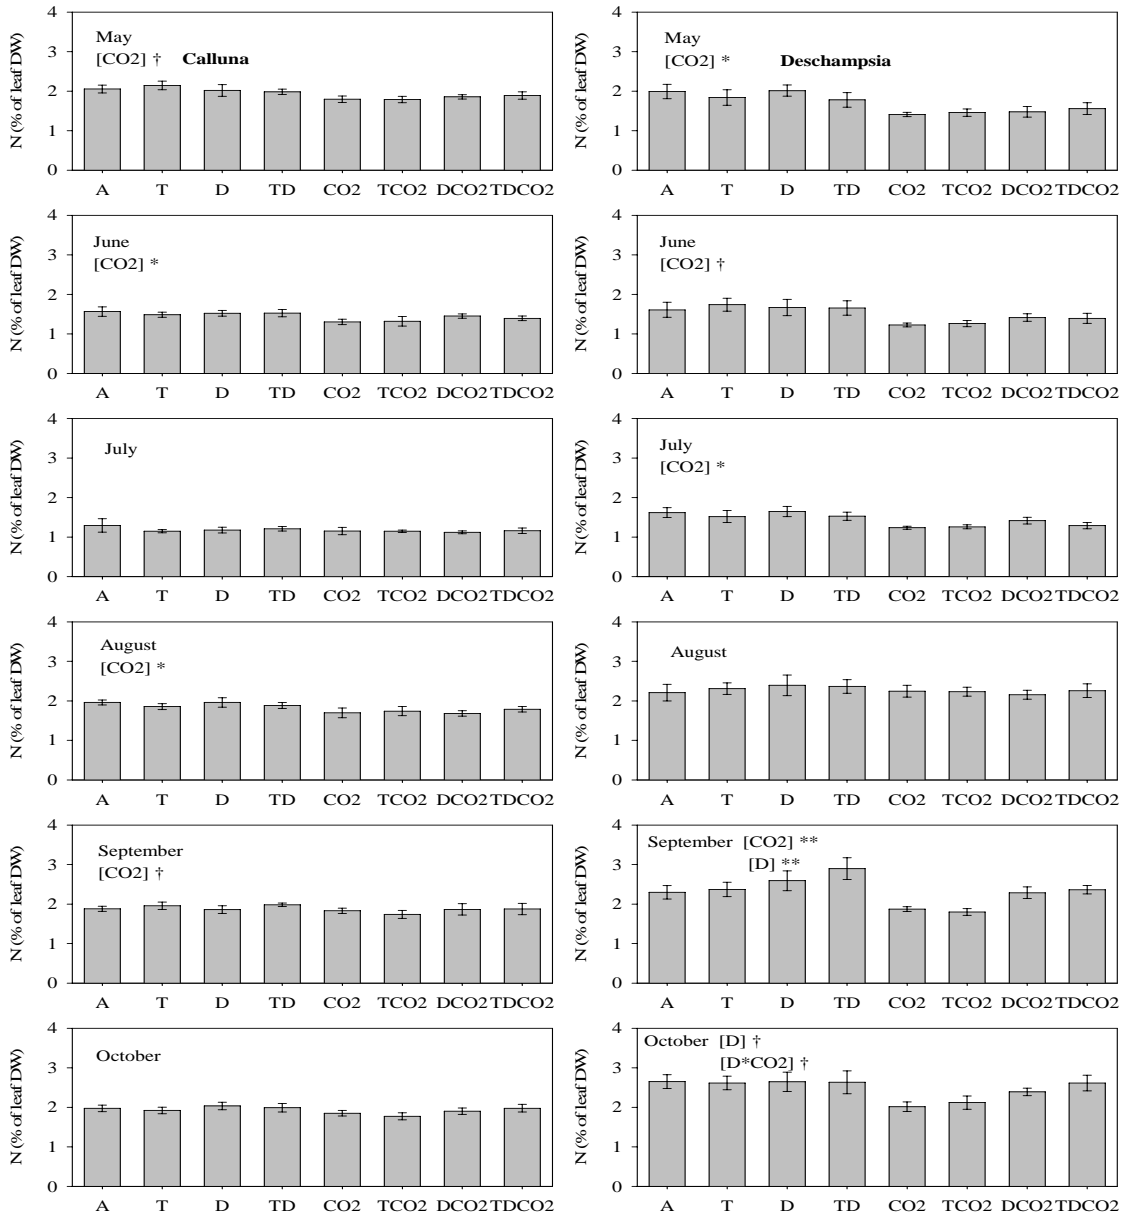 4
3
2
1
0
N (% of leaf DW)
May
[CO2] † Calluna
A T D TD CO2 TCO2 DCO2 TDCO2
4
3
2
1
0
N (% of leaf DW)
May
[CO2] * Deschampsia
A T D TD CO2 TCO2 DCO2 TDCO2
4
3
2
1
0
N (% of leaf DW)
June
[CO2] *
A T D TD CO2 TCO2 DCO2 TDCO2
4
3
2
1
0
N (% of leaf DW)
June
[CO2] †
A T D TD CO2 TCO2 DCO2 TDCO2
4
3
2
1
0
N (% of leaf DW)
July
A T D TD CO2 TCO2 DCO2 TDCO2
4
3
2
1
0
N (% of leaf DW)
July
[CO2] *
A T D TD CO2 TCO2 DCO2 TDCO2
4
3
2
1
0
N (% of leaf DW)
August
[CO2] *
A T D TD CO2 TCO2 DCO2 TDCO2
4
3
2
1
0
N (% of leaf DW)
August
A T D TD CO2 TCO2 DCO2 TDCO2
4
3
2
1
0
N (% of leaf DW)
September
[CO2] †
A T D TD CO2 TCO2 DCO2 TDCO2
4
3
2
1
0
N (% of leaf DW)
September [CO2] **
[D] **
A T D TD CO2 TCO2 DCO2 TDCO2
4
3
2
1
0
N (% of leaf DW)
October
A T D TD CO2 TCO2 DCO2 TDCO2
4
3
2
1
0
N (% of leaf DW)
October [D] †
[D*CO2] †
A T D TD CO2 TCO2 DCO2 TDCO2